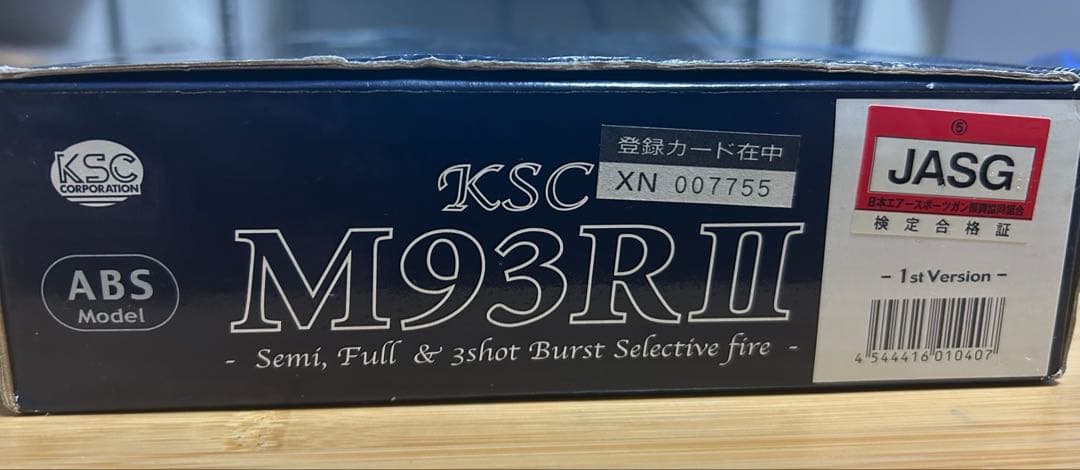 KSC
CORPORATION
ABS
Model
KSC
登録カード在中
XN 007755
M93RII
- Semi, Full & 3shot Burst Selective fire -
⑤
JASG
日本エアースポーツガン振興協同組合
検定合格証
- 1st Version -
4 544416 010407